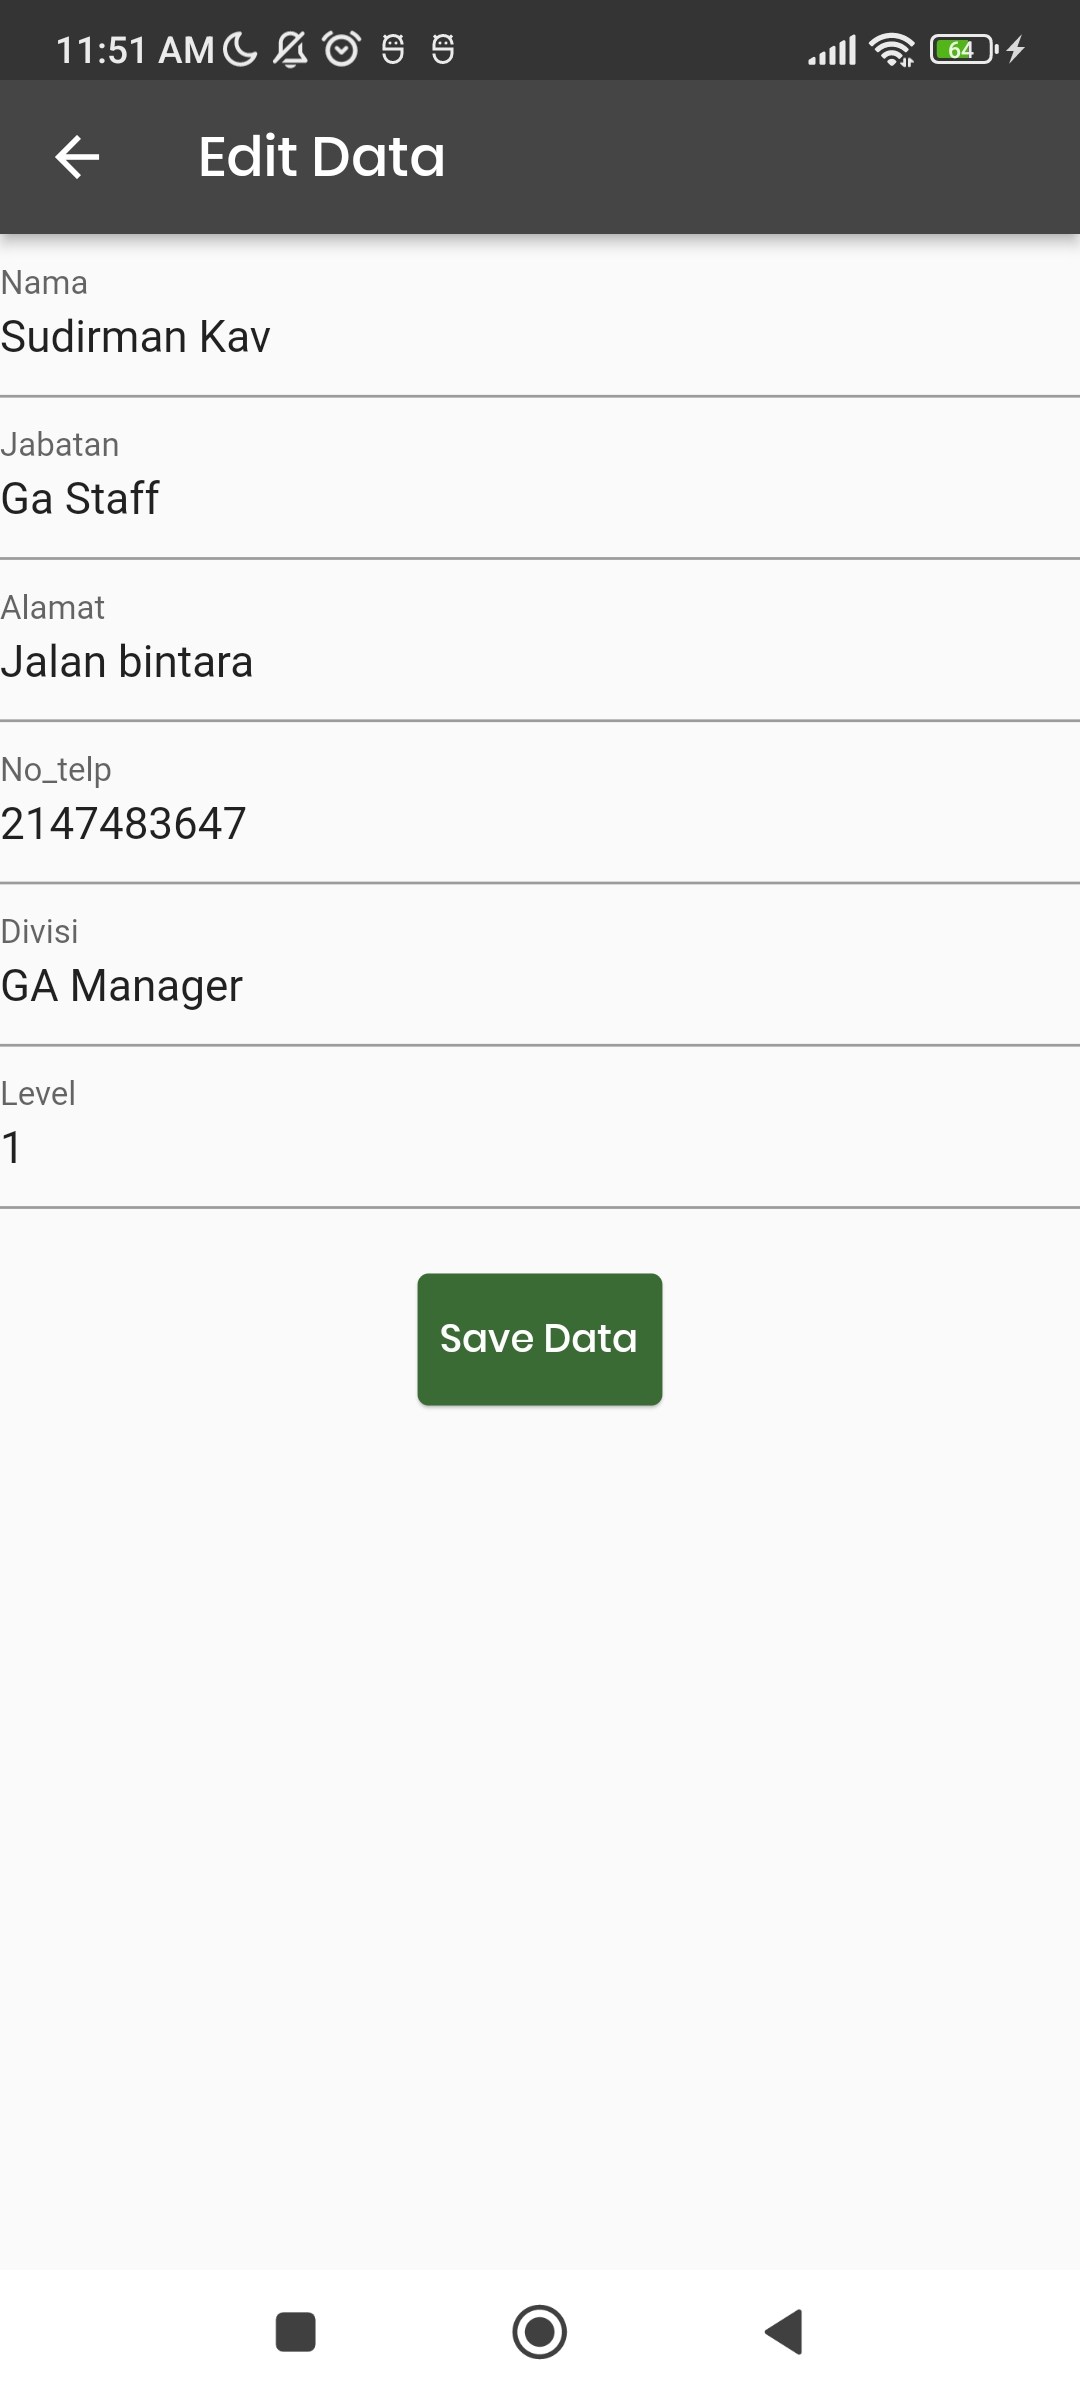 11:51 AM
64
Edit Data
Nama
Sudirman Kav
Jabatan
Ga Staff
Alamat
Jalan bintara
No_telp
2147483647
Divisi
GA Manager
Level
1
Save Data